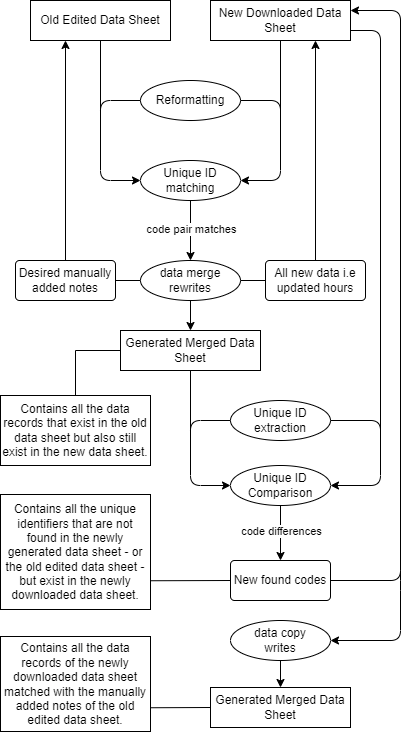 Old Edited Data Sheet
New Downloaded Data
Sheet
Reformatting
Unique ID
matching
code pair matches
Desired manually
added notes
data merge
rewrites
All new data i.e
updated hours
Generated Merged Data
Sheet
Contains all the data
records that exist in the old
data sheet but also still
exist in the new data sheet.
Unique ID
extraction
Unique ID
Comparison
Contains all the unique
identifiers that are not
found in the newly
generated data sheet - or
the old edited data sheet -
but exist in the newly
downloaded data sheet.
code differences
New found codes
data copy
writes
Contains all the data
records of the newly
downloaded data sheet
matched with the manually
added notes of the old
edited data sheet.
Generated Merged Data
Sheet